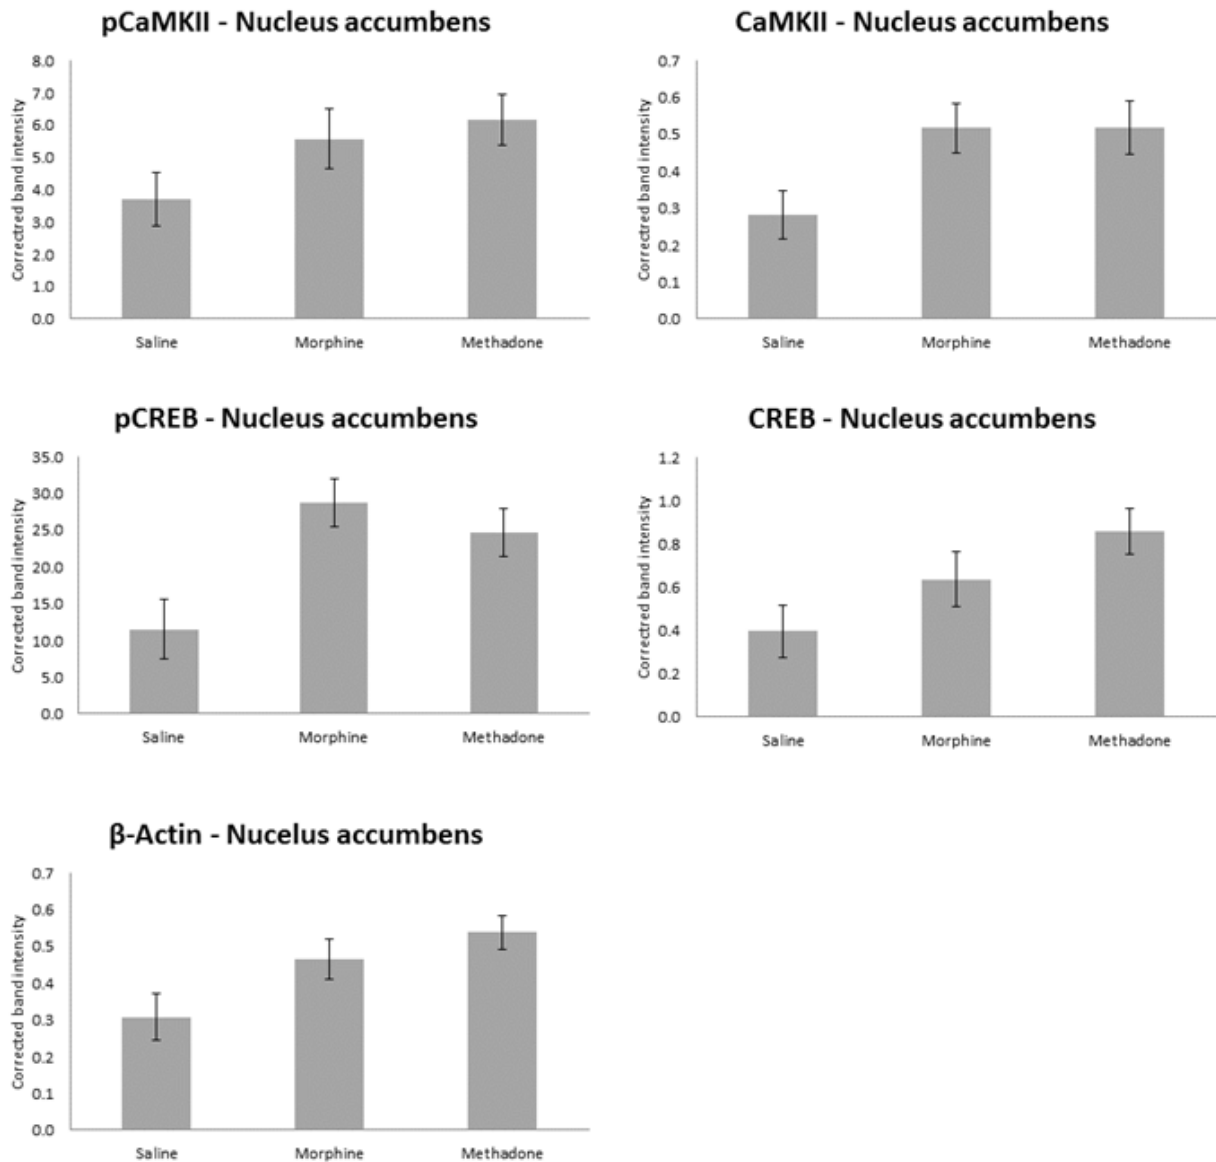 pCaMKII - Nucleus accumbens
Correctred band intensity
8.0
7.0
6.0
5.0
4.0
3.0
2.0
1.0
0.0
Saline Morphine Methadone
CaMKII - Nucleus accumbens
Correctred band intensity
0.7
0.6
0.5
0.4
0.3
0.2
0.1
0.0
Saline Morphine Methadone
pCREB - Nucleus accumbens
Corrected band intensity
35.0
30.0
25.0
20.0
15.0
10.0
5.0
0.0
Saline Morphine Methadone
CREB - Nucleus accumbens
Correctred band intensity
1.2
1.0
0.8
0.6
0.4
0.2
0.0
Saline Morphine Methadone
β-Actin - Nucelus accumbens
Corrected band intensity
0.7
0.6
0.5
0.4
0.3
0.2
0.1
0.0
Saline Morphine Methadone